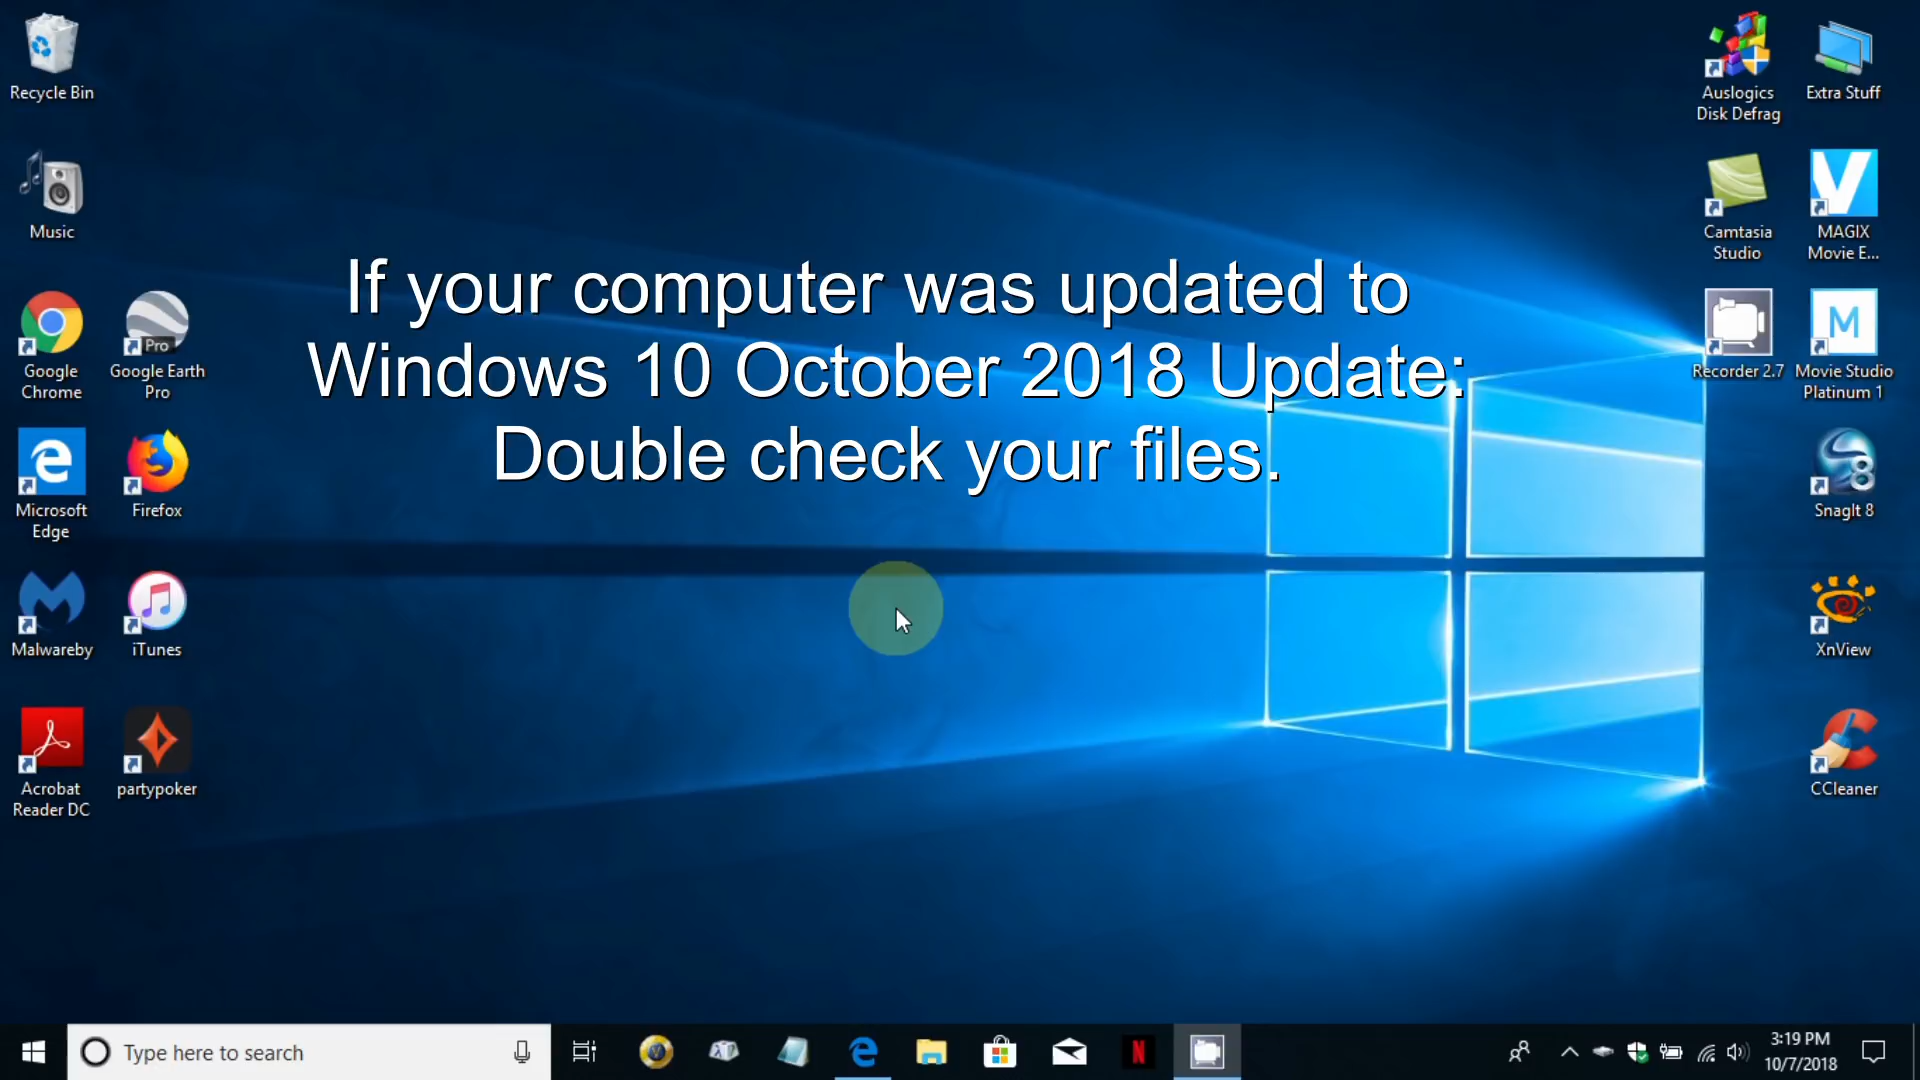 Recycle Bin
Music
Google
Chrome
Google Earth
Pro
Pro
Microsoft
Edge
Firefox
Malwareby
iTunes
Acrobat
Reader DC
partypoker
If your computer was updated to
Windows 10 October 2018 Update:
Double check your files.
Auslogics
Disk Defrag
Extra Stuff
Camtasia
Studio
MAGIX
Movie E...
Recorder 2.7
M
Movie Studio
Platinum 1
8
SnagIt 8
XnView
CCleaner
Type here to search
N
3:19 PM
10/7/2018